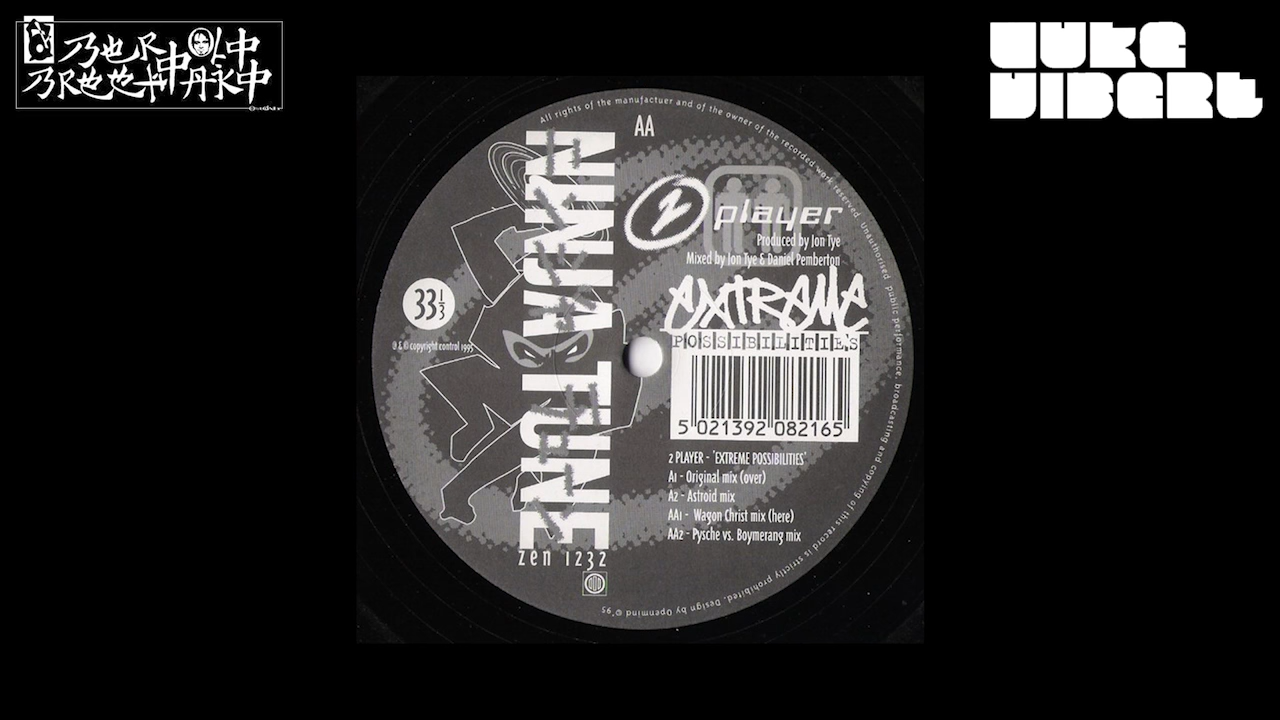 LUKE
VIBERT
AA
All rights of the manufactuer and of the owner of the recorded work reserved. Unauthorised public performance, broadcasting and copying of this record is strictly prohibited. Design by Openmind © '95
NINJA TUNE
zen 1232
33 1/3
℗ & © copyright control 1995
2 player
Produced by Jon Tye
Mixed by Jon Tye & Daniel Pemberton
EXTREME
POSSIBILITIES
5 021392 082165
2 PLAYER - 'EXTREME POSSIBILITIES'
A1 - Original mix (over)
A2 - Astroid mix
AA1 - Wagon Christ mix (here)
AA2 - Pysche vs. Boymerang mix